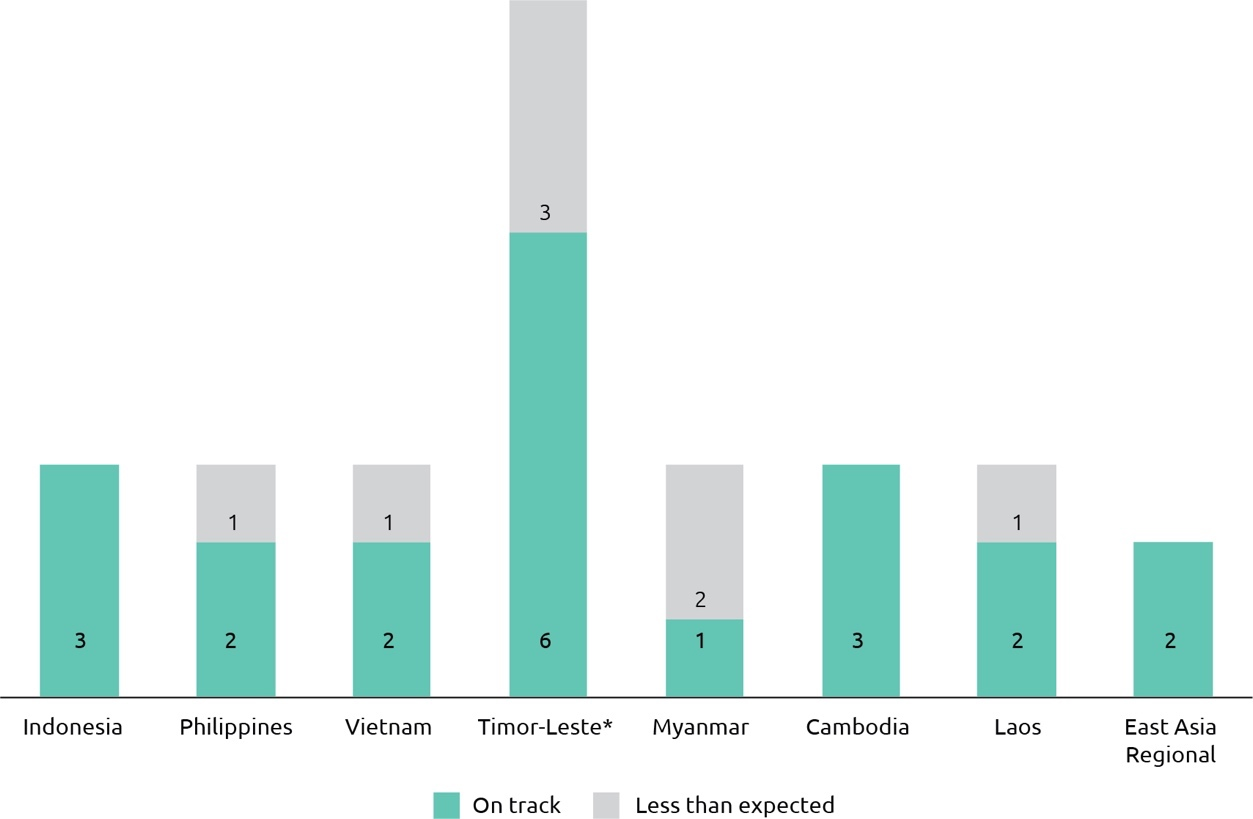 3
1
1
2
1
3
2
2
6
1
3
2
2
Indonesia
Philippines
Vietnam
Timor-Leste*
Myanmar
Cambodia
Laos
East Asia
Regional
On track
Less than expected